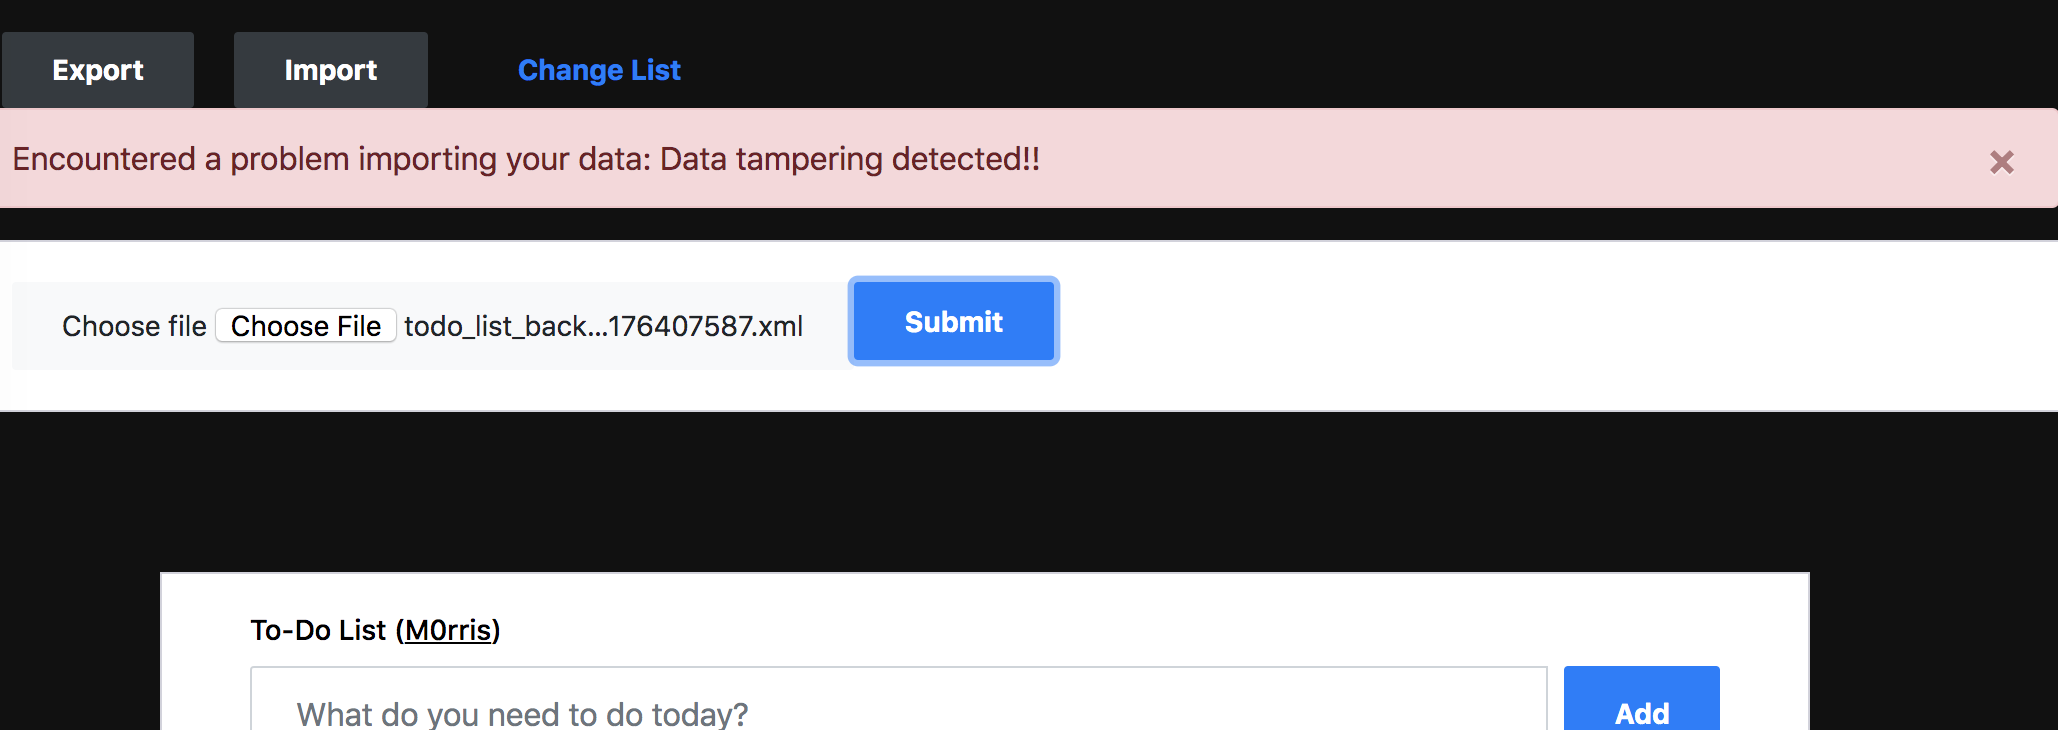 Export Import Change List
Encountered a problem importing your data: Data tampering detected!! ×
Choose file Choose File todo_list_back...176407587.xml Submit
To-Do List (M0rris)
What do you need to do today? Add